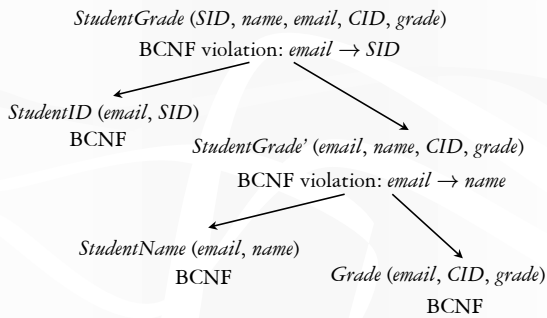 StudentGrade (SID, name, email, CID, grade)
BCNF violation: email → SID
StudentID (email, SID)
BCNF
StudentGrade’ (email, name, CID, grade)
BCNF violation: email → name
StudentName (email, name)
BCNF
Grade (email, CID, grade)
BCNF